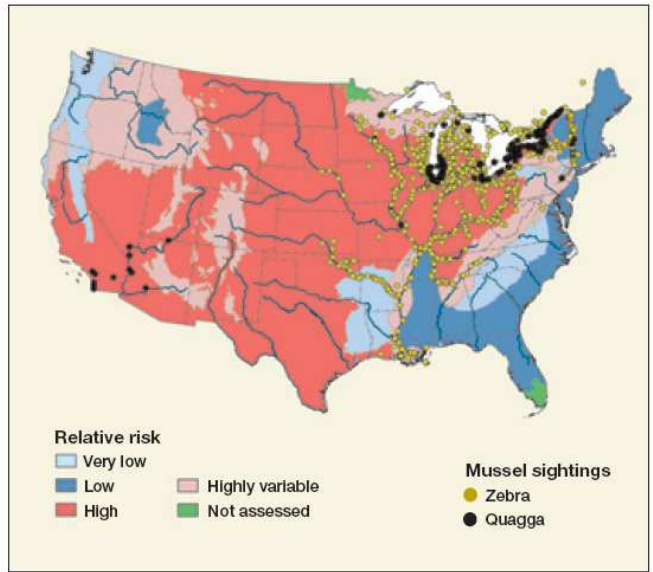 Relative risk
Very low
Low
High
Highly variable
Not assessed
Mussel sightings
Zebra
Quagga